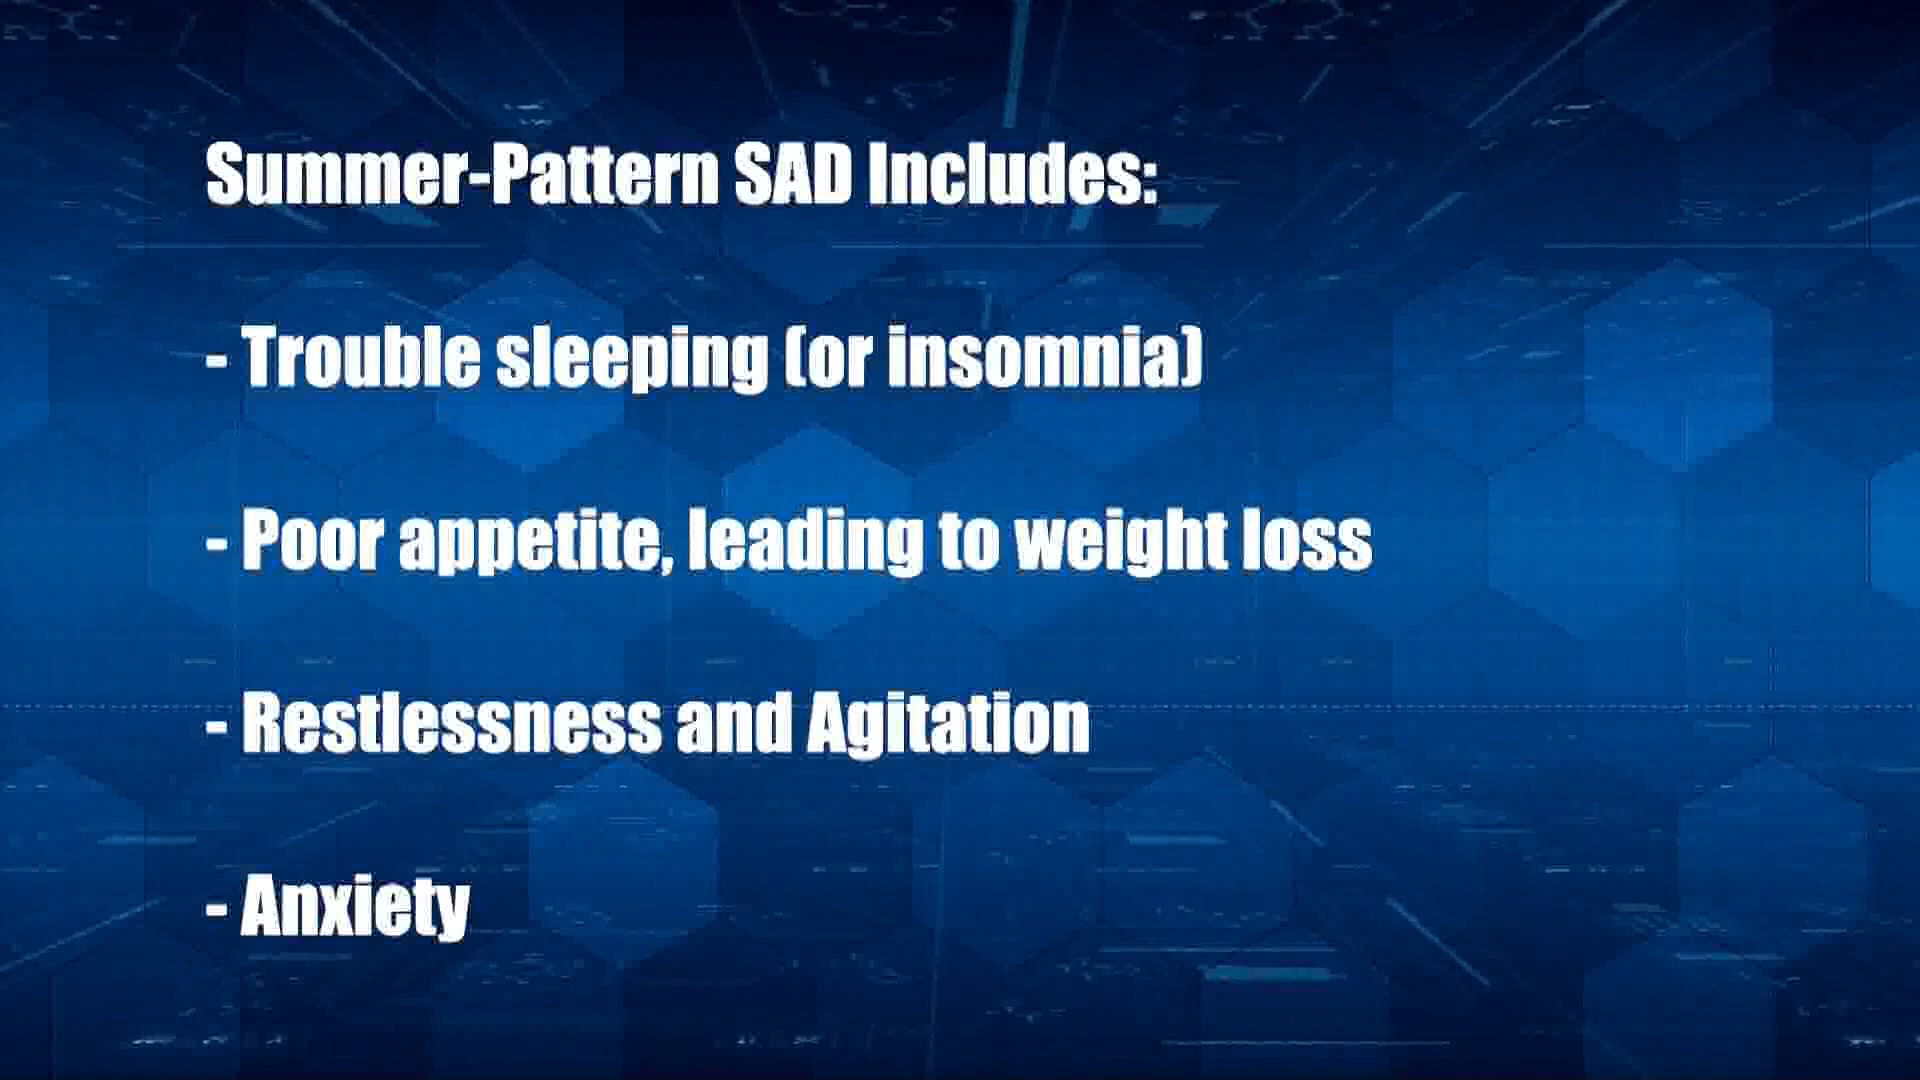 Summer-Pattern SAD Includes:
- Trouble sleeping (or insomnia)
- Poor appetite, leading to weight loss
- Restlessness and Agitation
- Anxiety